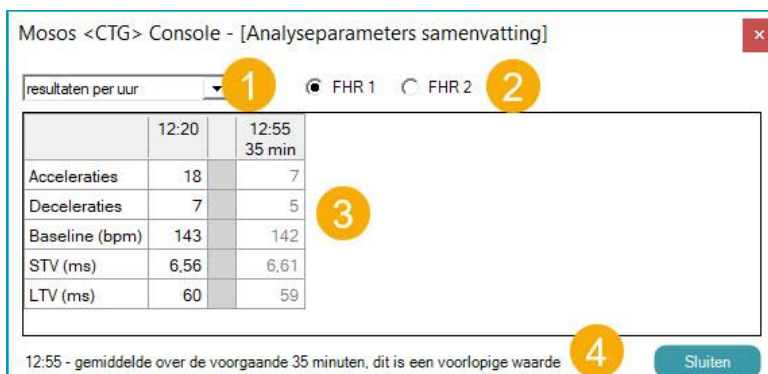 Mosos <CTG> Console - [Analyseparameters samenvatting]
×
resultaten per uur 1 FHR 1 FHR 2 2
12:20 12:55
35 min
Acceleraties 18 7
Deceleraties 7 5
3
Baseline (bpm) 143 142
STV (ms) 6,56 6,61
LTV (ms) 60 59
12:55 - gemiddelde over de voorgaande 35 minuten, dit is een voorlopige waarde 4 Sluiten